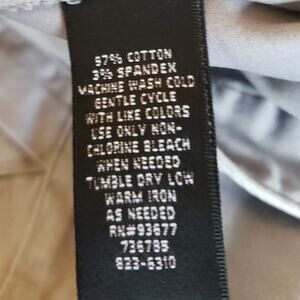 97% COTTON
3% SPANDEX
MACHINE WASH COLD
GENTLE CYCLE
WITH LIKE COLORS
USE ONLY NON-
CHLORINE BLEACH
WHEN NEEDED
TUMBLE DRY LOW
WARM IRON
AS NEEDED
RN#93677
736785
833-6310